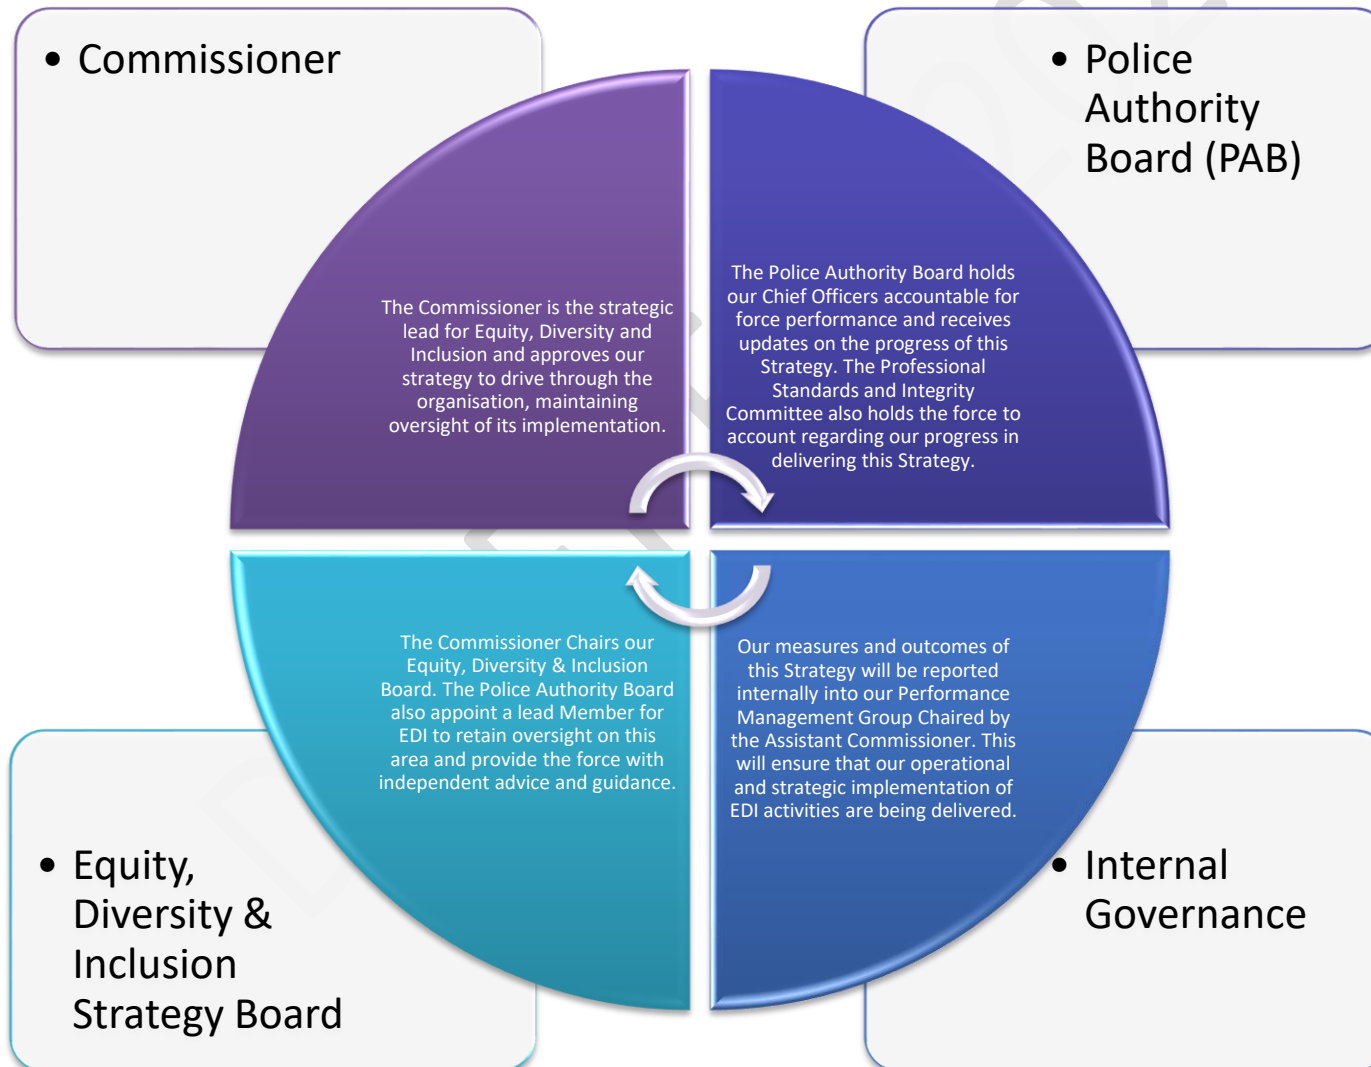 • Commissioner
The Commissioner is the strategic
lead for Equity, Diversity and
Inclusion and approves our
strategy to drive through the
organisation, maintaining
oversight of its implementation.
• Police
Authority
Board (PAB)
The Police Authority Board holds
our Chief Officers accountable for
force performance and receives
updates on the progress of this
Strategy. The Professional
Standards and Integrity
Committee also holds the force to
account regarding our progress in
delivering this Strategy.
The Commissioner Chairs our
Equity, Diversity & Inclusion
Board. The Police Authority Board
also appoint a lead Member for
EDI to retain oversight on this
area and provide the force with
independent advice and guidance.
• Equity,
Diversity &
Inclusion
Strategy Board
Our measures and outcomes of
this Strategy will be reported
internally into our Performance
Management Group Chaired by
the Assistant Commissioner. This
will ensure that our operational
and strategic implementation of
EDI activities are being delivered.
• Internal
Governance